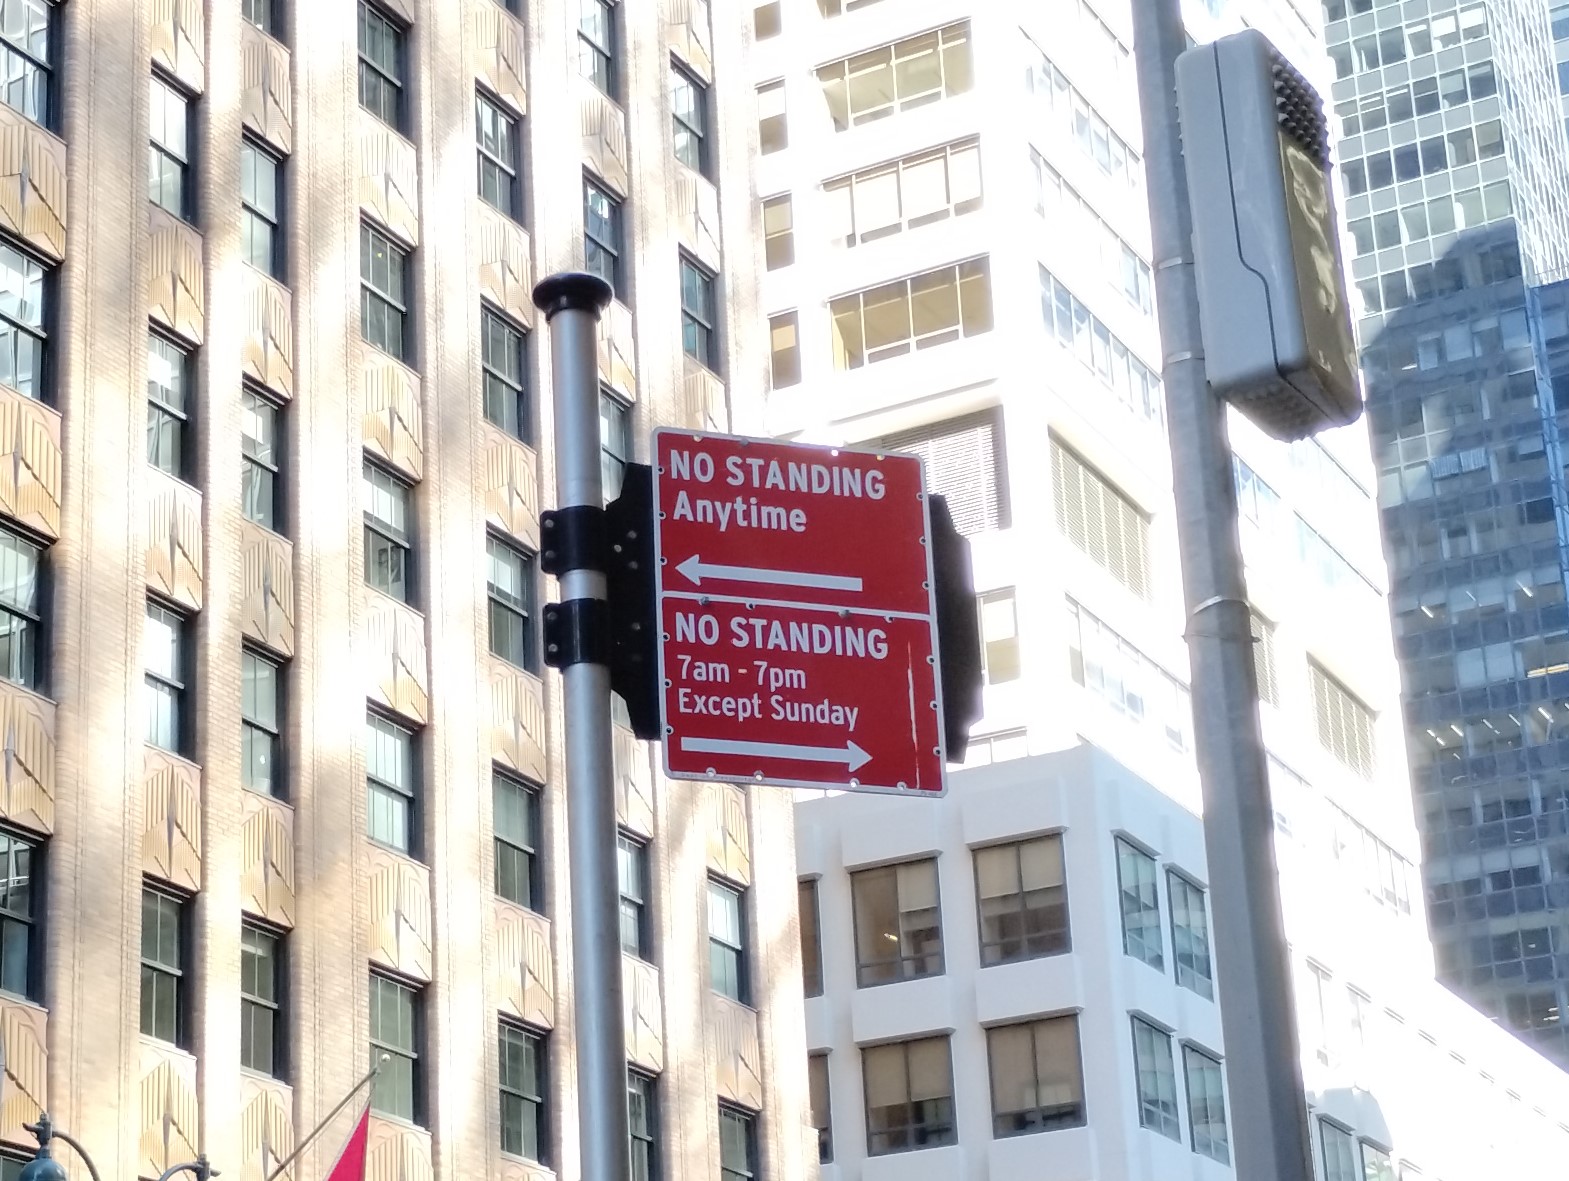 NO STANDING
Anytime
NO STANDING
7am - 7pm
Except Sunday